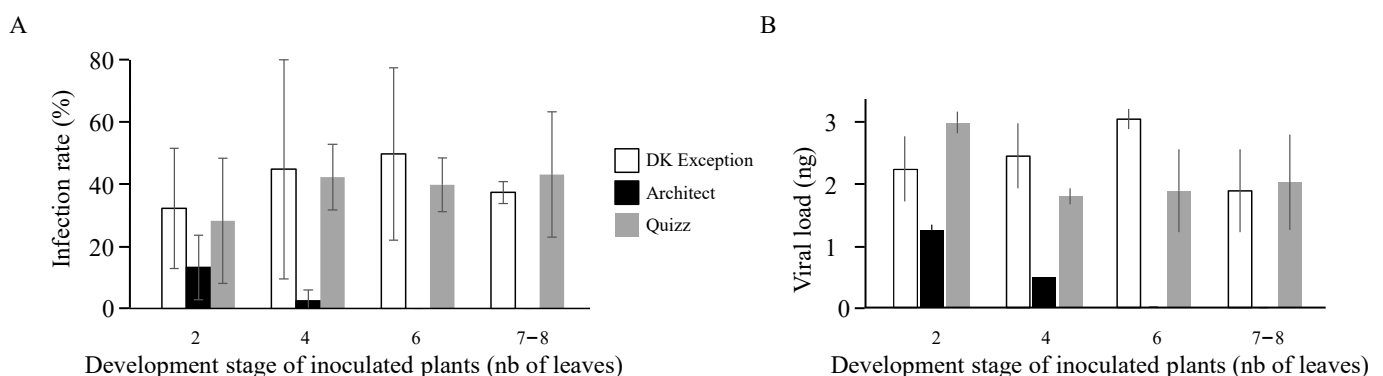 A
B
80
60
40
20
0
Infection rate (%)
2
4
6
7–8
Development stage of inoculated plants (nb of leaves)
DK Exception
Architect
Quizz
3
2
1
0
Viral load (ng)
2
4
6
7–8
Development stage of inoculated plants (nb of leaves)